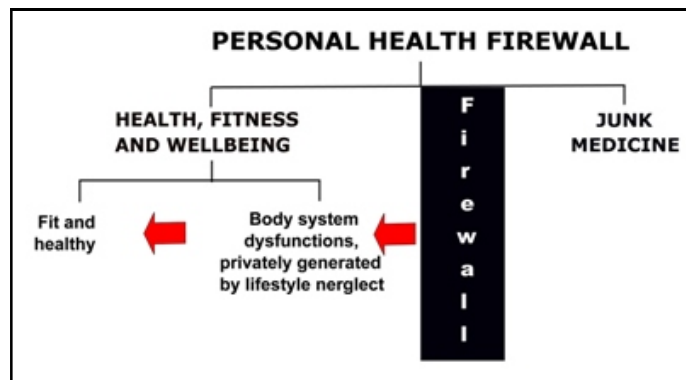 PERSONAL HEALTH FIREWALL
HEALTH, FITNESS
AND WELLBEING
Fit and
healthy
Body system
dysfunctions,
privately generated
by lifestyle nerglect
Firewall
JUNK
MEDICINE